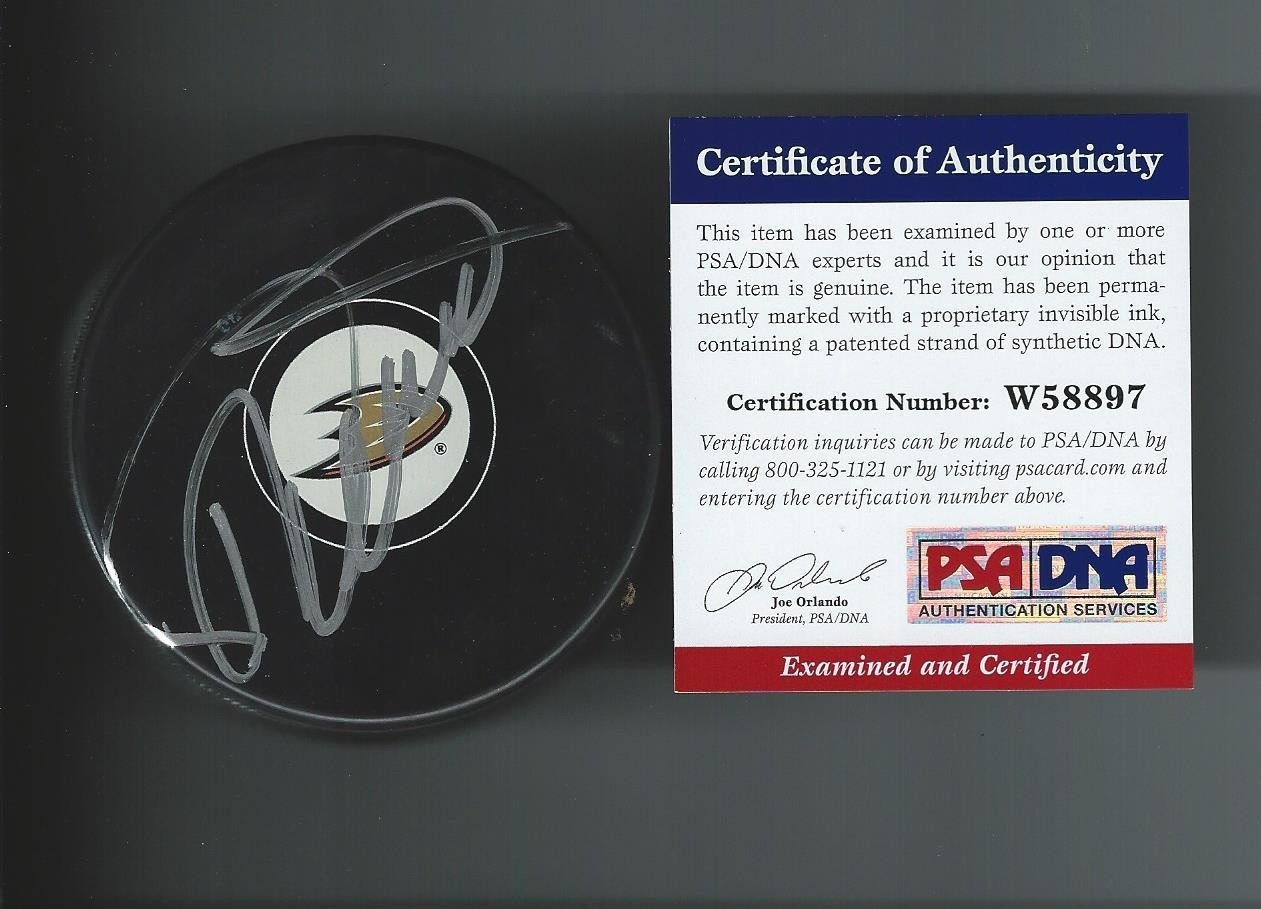 ®
Certificate of Authenticity
This item has been examined by one or more
PSA/DNA experts and it is our opinion that
the item is genuine. The item has been perma-
nently marked with a proprietary invisible ink,
containing a patented strand of synthetic DNA.
Certification Number: W58897
Verification inquiries can be made to PSA/DNA by
calling 800-325-1121 or by visiting psacard.com and
entering the certification number above.
Joe Orlando
President, PSA/DNA
PSA DNA
AUTHENTICATION SERVICES
Examined and Certified